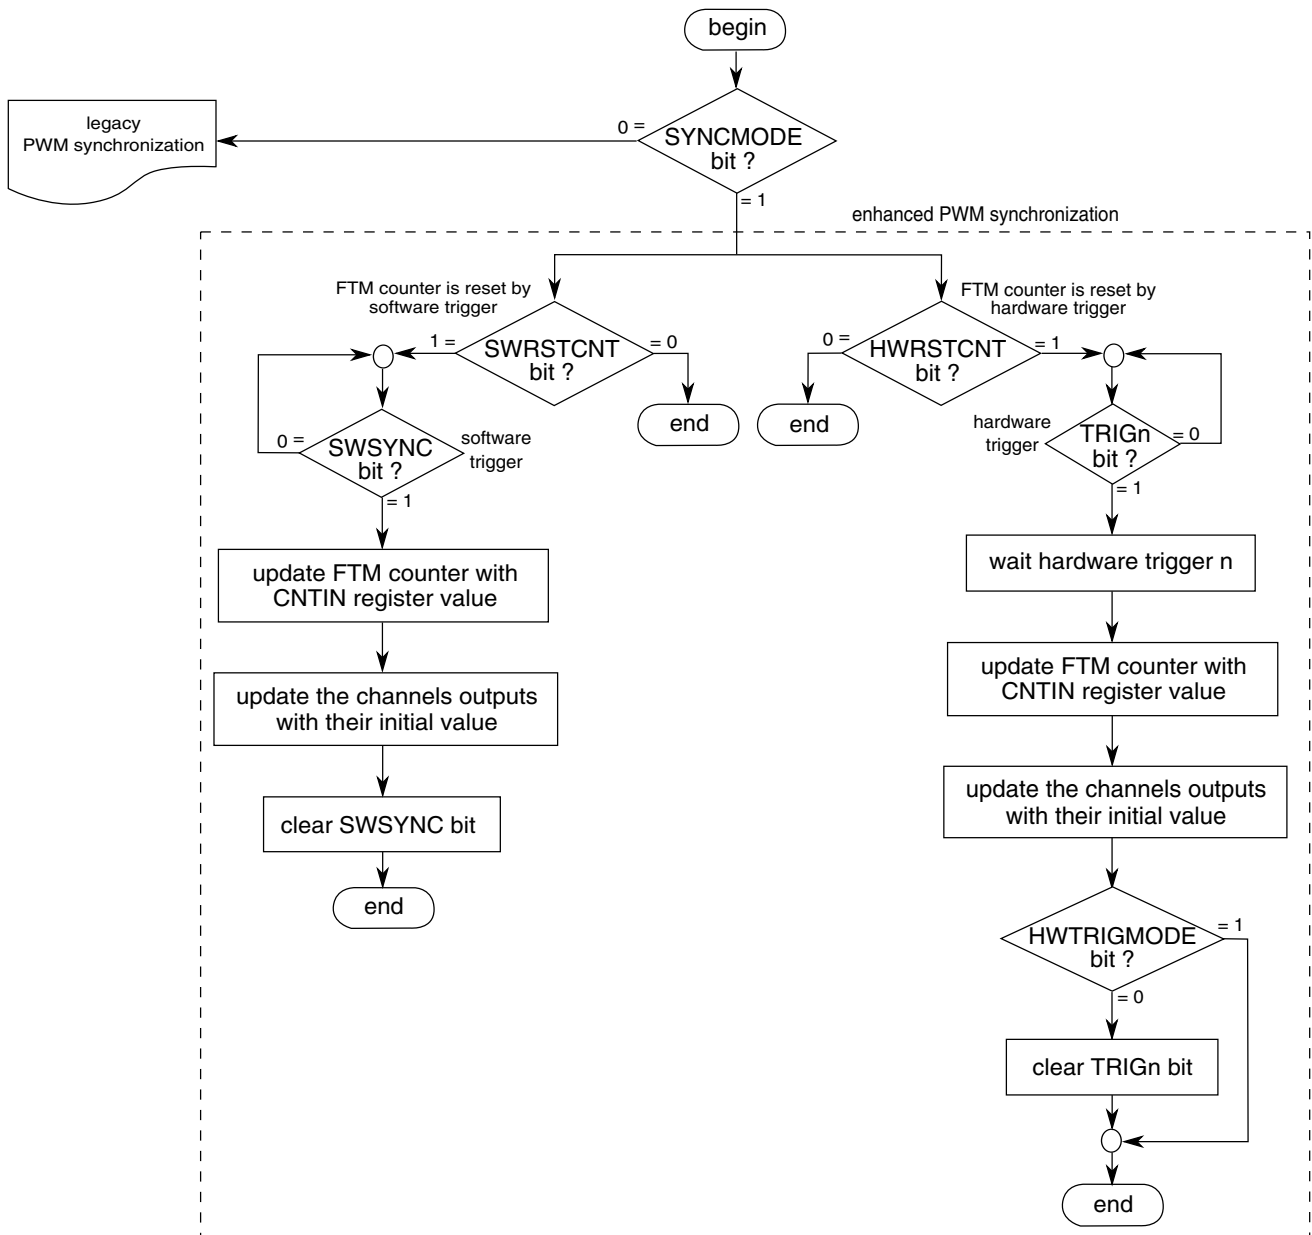 begin
legacy
PWM synchronization
0 =
SYNCMODE
bit ?
= 1
enhanced PWM synchronization
FTM counter is reset by
software trigger
FTM counter is reset by
hardware trigger
1 =
SWRSTCNT
bit ?
= 0
0 =
HWRSTCNT
bit ?
= 1
end
end
0 =
SWSYNC
bit ?
software
trigger
= 1
hardware
trigger
TRIGn
bit ?
= 0
= 1
update FTM counter with
CNTIN register value
wait hardware trigger n
update the channels outputs
with their initial value
update FTM counter with
CNTIN register value
clear SWSYNC bit
update the channels outputs
with their initial value
end
HWTRIGMODE
bit ?
= 1
= 0
clear TRIGn bit
end